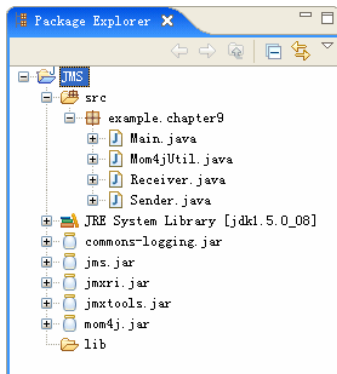 Package Explorer
JMS
src
example.chapter9
Main.java
Mom4jUtil.java
Receiver.java
Sender.java
JRE System Library [jdk1.5.0_08]
commons-logging.jar
jms.jar
jmxri.jar
jmxtools.jar
mom4j.jar
lib